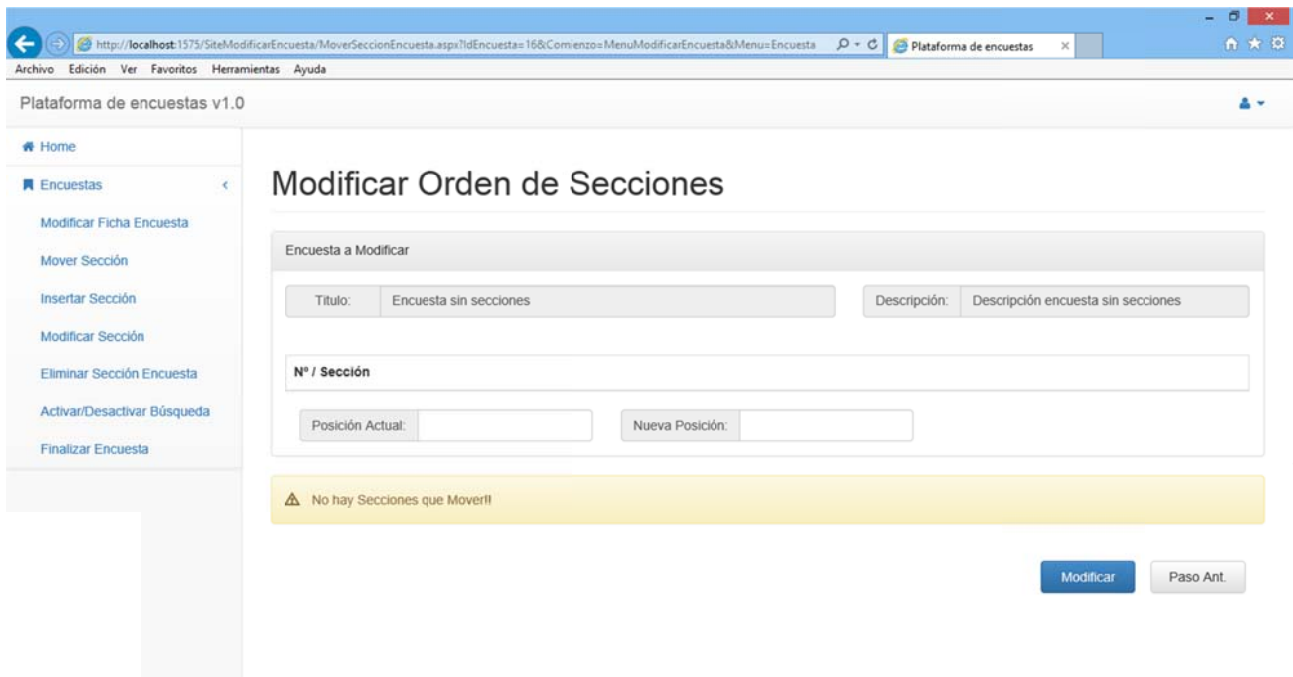 http://localhost:1575/SiteModificarEncuesta/MoverSeccionEncuesta.aspx?IdEncuesta=16&Comienzo=MenuModificarEncuesta&Menu=Encuesta
Plataforma de encuestas
Archivo Edición Ver Favoritos Herramientas Ayuda
Plataforma de encuestas v1.0
Home
Encuestas
Modificar Ficha Encuesta
Mover Sección
Insertar Sección
Modificar Sección
Eliminar Sección Encuesta
Activar/Desactivar Búsqueda
Finalizar Encuesta
Modificar Orden de Secciones
Encuesta a Modificar
Titulo: Encuesta sin secciones
Descripción: Descripción encuesta sin secciones
Nº / Sección
Posición Actual:
Nueva Posición:
No hay Secciones que Mover!!
Modificar
Paso Ant.